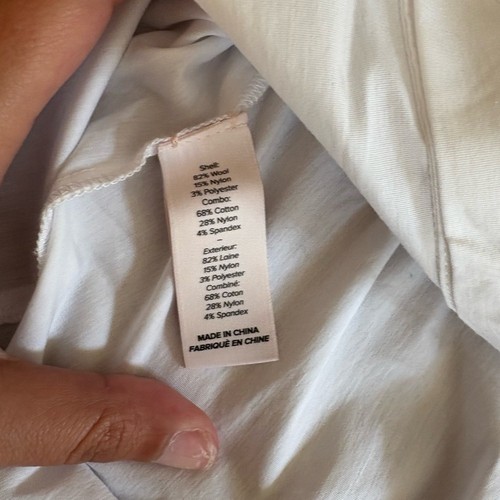 Shell:
82% Wool
15% Nylon
3% Polyester
Combo:
68% Cotton
28% Nylon
4% Spandex
–
Exterieur:
82% Laine
15% Nylon
3% Polyester
Combiné:
68% Coton
28% Nylon
4% Spandex
MADE IN CHINA
FABRIQUÉ EN CHINE